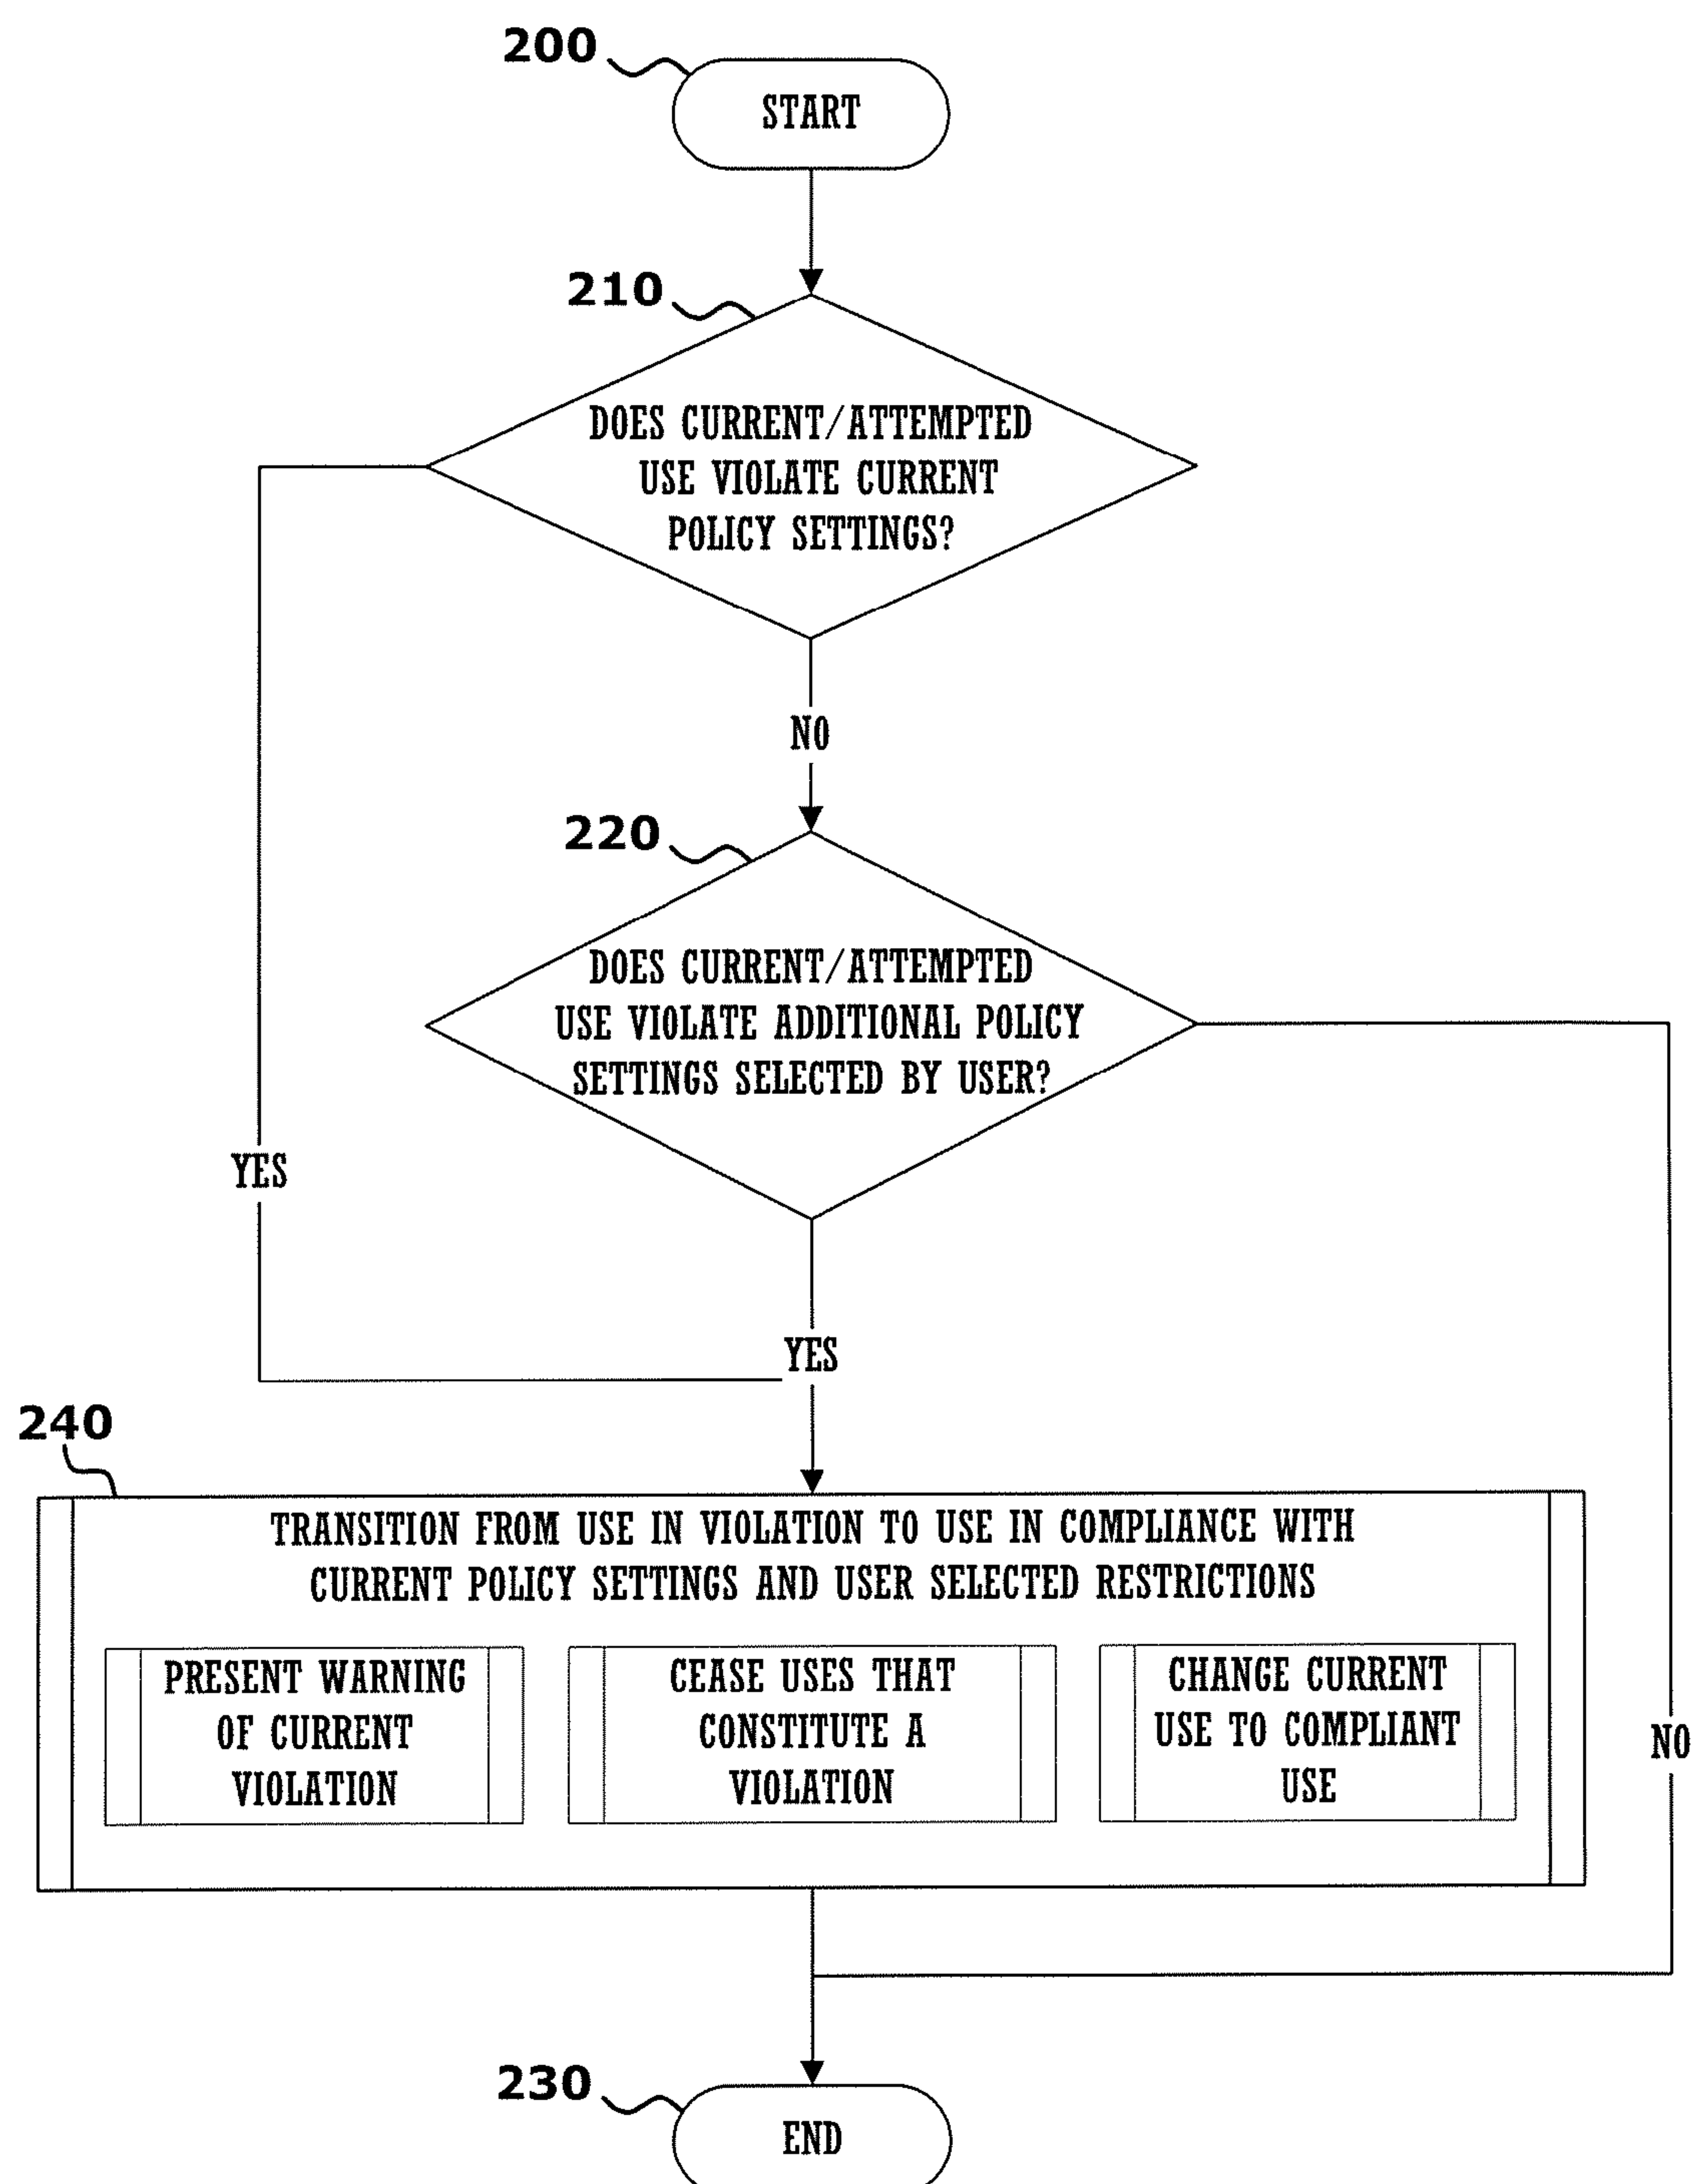 200
START
210
DOES CURRENT/ATTEMPTED
USE VIOLATE CURRENT
POLICY SETTINGS?
NO
220
DOES CURRENT/ATTEMPTED
USE VIOLATE ADDITIONAL POLICY
SETTINGS SELECTED BY USER?
YES
YES
240
TRANSITION FROM USE IN VIOLATION TO USE IN COMPLIANCE WITH
CURRENT POLICY SETTINGS AND USER SELECTED RESTRICTIONS
PRESENT WARNING
OF CURRENT
VIOLATION
CEASE USES THAT
CONSTITUTE A
VIOLATION
CHANGE CURRENT
USE TO COMPLIANT
USE
NO
230
END